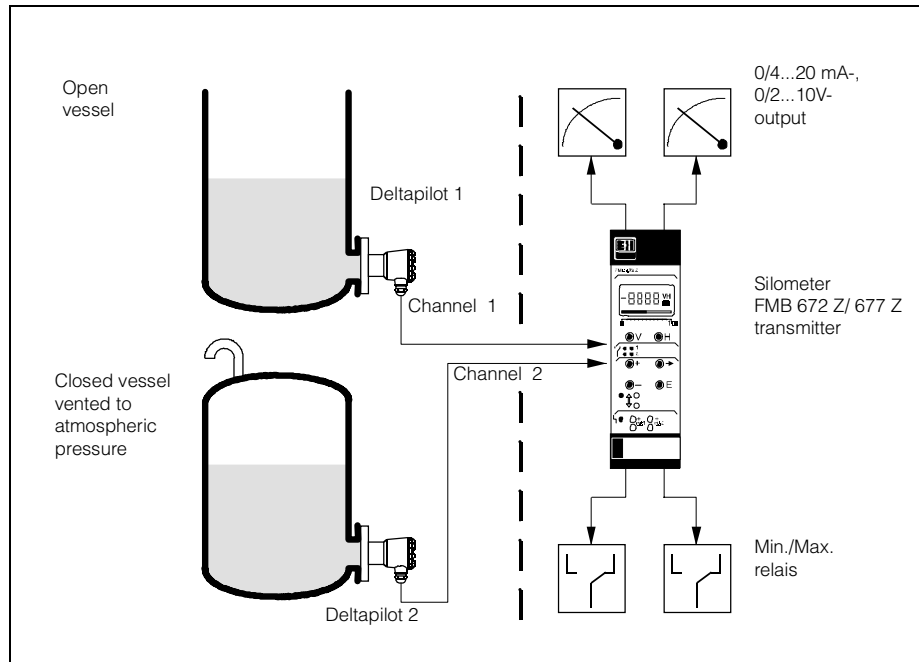 Open
vessel
Deltapilot 1
Channel 1
Closed vessel
vented to
atmospheric
pressure
Channel 2
Deltapilot 2
0/4...20 mA-,
0/2...10V-
output
-8888
V
H
+
–
E
Silometer
FMB 672 Z/ 677 Z
transmitter
Min./Max.
relais